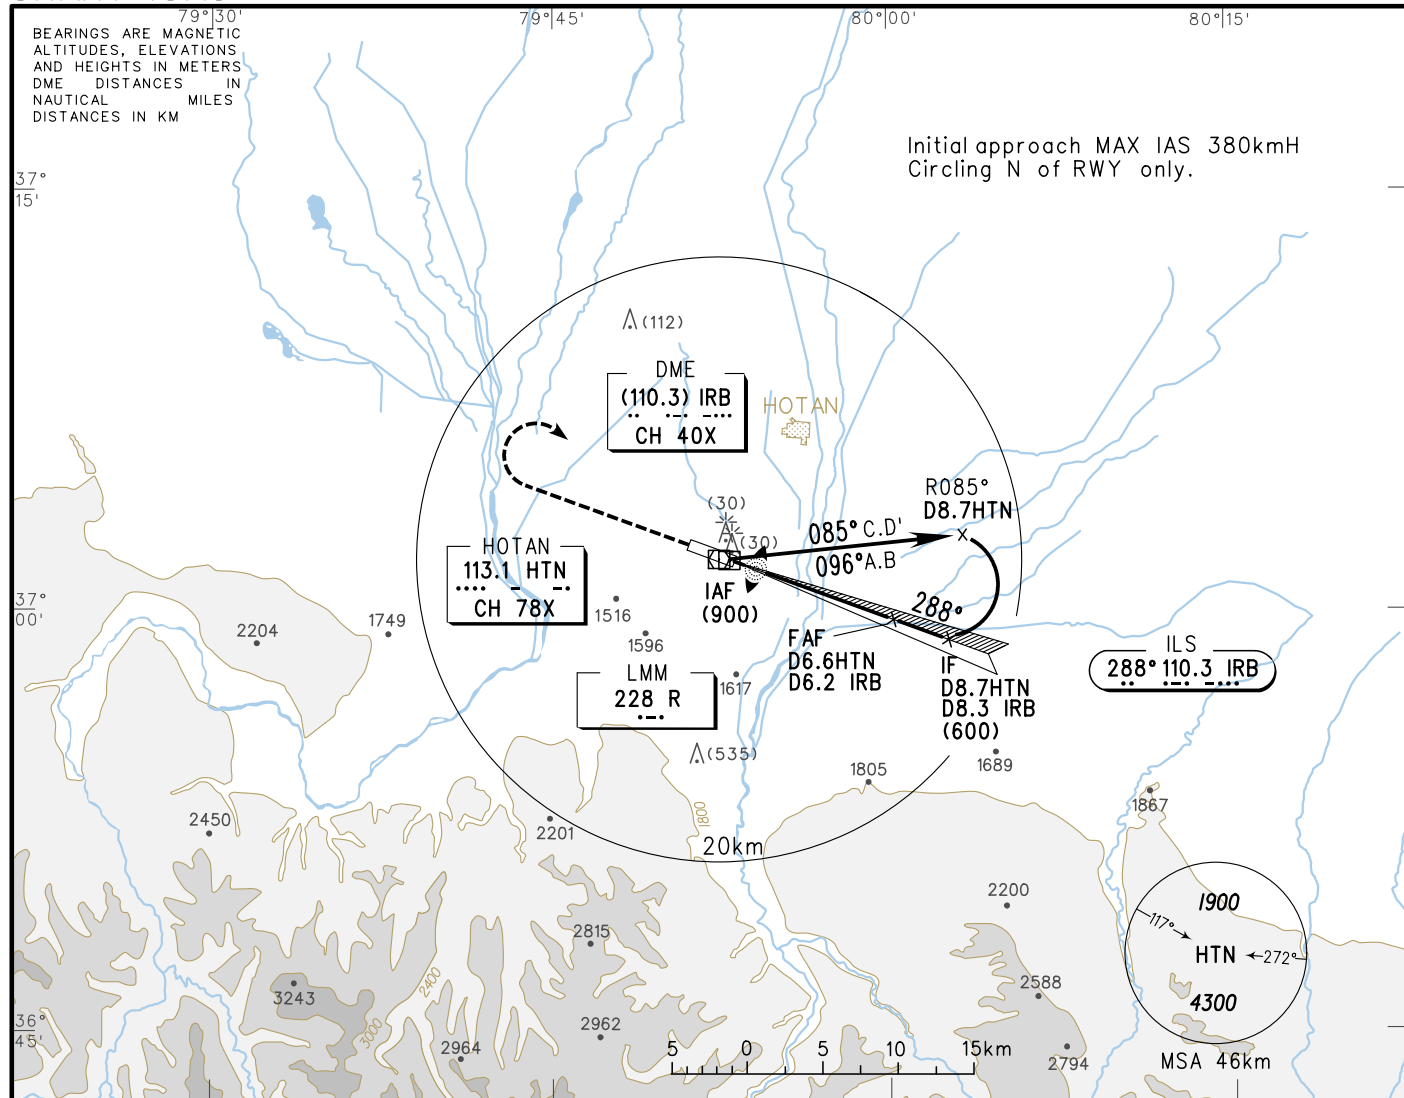 79°30'
79°45'
80°00'
80°15'
BEARINGS ARE MAGNETIC
ALTITUDES, ELEVATIONS
AND HEIGHTS IN METERS
DME DISTANCES IN
NAUTICAL MILES
DISTANCES IN KM
Initial approach MAX IAS 380kmH
Circling N of RWY only.
37°
15'
(112)
DME
(110.3) IRB
CH 40X
HOTAN
R085°
D8.7HTN
(30)
(30)
085° C.D'
096°A.B
HOTAN
113.1 HTN
CH 78X
IAF
(900)
288°
37°
00'
2204
1749
1516
1596
1617
FAF
D6.6HTN
D6.2 IRB
IF
D8.7HTN
D8.3 IRB
(600)
ILS
288° 110.3 IRB
LMM
228 R
(535)
1689
1805
1867
1800
2450
2201
20km
2200
1900
117°
HTN
272°
4300
MSA 46km
2815
2400
3243
3000
2588
2962
2964
2794
36°
45'
5 0 5 10 15km